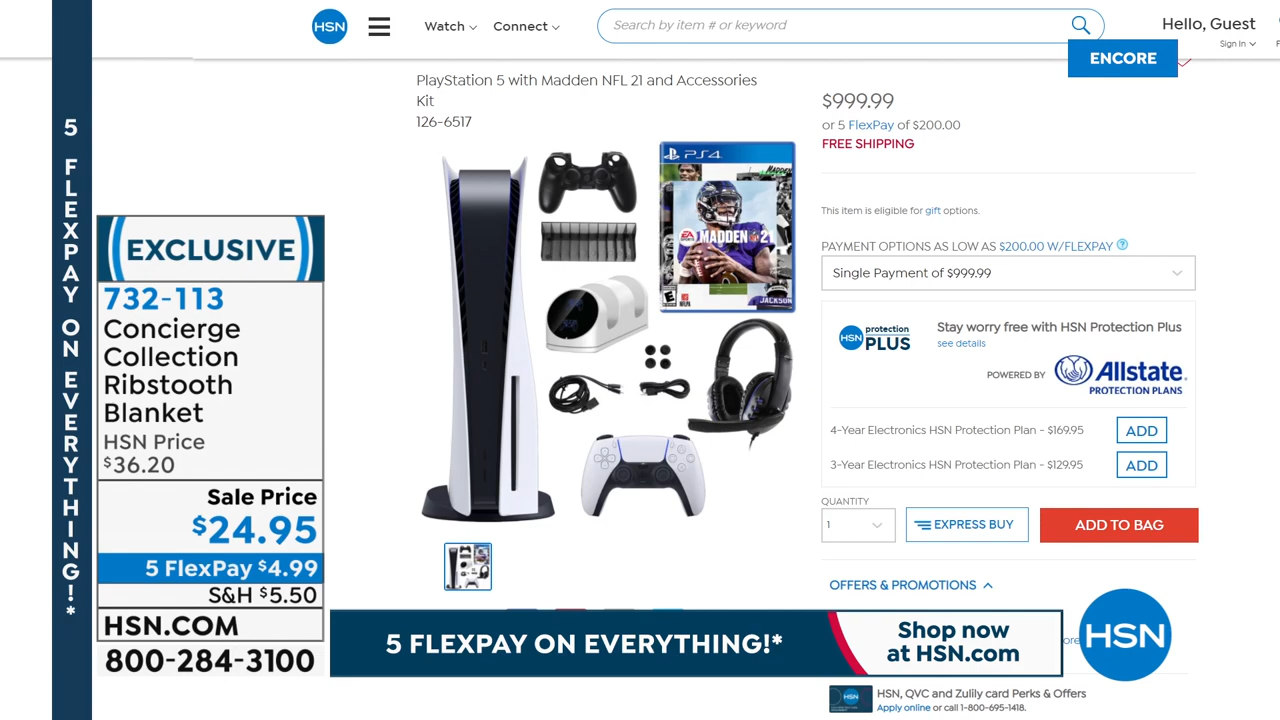 HSN
Watch
Connect
Search by item # or keyword
Hello, Guest
Sign In
ENCORE
5 FLEXPAY ON EVERYTHING!*
PlayStation 5 with Madden NFL 21 and Accessories
Kit
126-6517
$999.99
or 5 FlexPay of $200.00
FREE SHIPPING
This item is eligible for gift options.
PAYMENT OPTIONS AS LOW AS $200.00 W/FLEXPAY ?
Single Payment of $999.99
PS4
MADDEN
EA SPORTS MADDEN NFL 21
JACKSON
HSN protection PLUS
Stay worry free with HSN Protection Plus
see details
POWERED BY Allstate
PROTECTION PLANS
4-Year Electronics HSN Protection Plan - $169.95 ADD
3-Year Electronics HSN Protection Plan - $129.95 ADD
QUANTITY
1
EXPRESS BUY
ADD TO BAG
OFFERS & PROMOTIONS
EXCLUSIVE
732-113
Concierge
Collection
Ribstooth
Blanket
HSN Price
$36.20
Sale Price
$24.95
5 FlexPay $4.99
S&H $5.50
HSN.COM
800-284-3100
5 FLEXPAY ON EVERYTHING!*
Shop now
at HSN.com
HSN
HSN, QVC and Zulily card Perks & Offers
Apply online or call 1-800-695-1418.